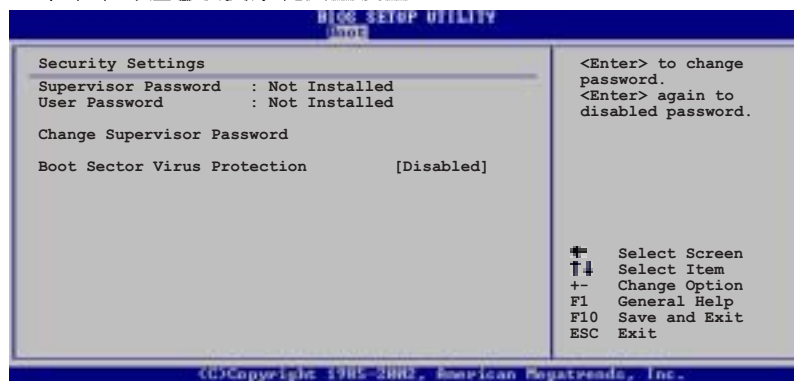 BIOS SETUP UTILITY
Boot
Security Settings
Supervisor Password : Not Installed
User Password : Not Installed
Change Supervisor Password
Boot Sector Virus Protection [Disabled]
<Enter> to change
password.
<Enter> again to
disabled password.
Select Screen
↑↓ Select Item
+- Change Option
F1 General Help
F10 Save and Exit
ESC Exit
(C)Copyright 1985-2002, American Megatrends, Inc.